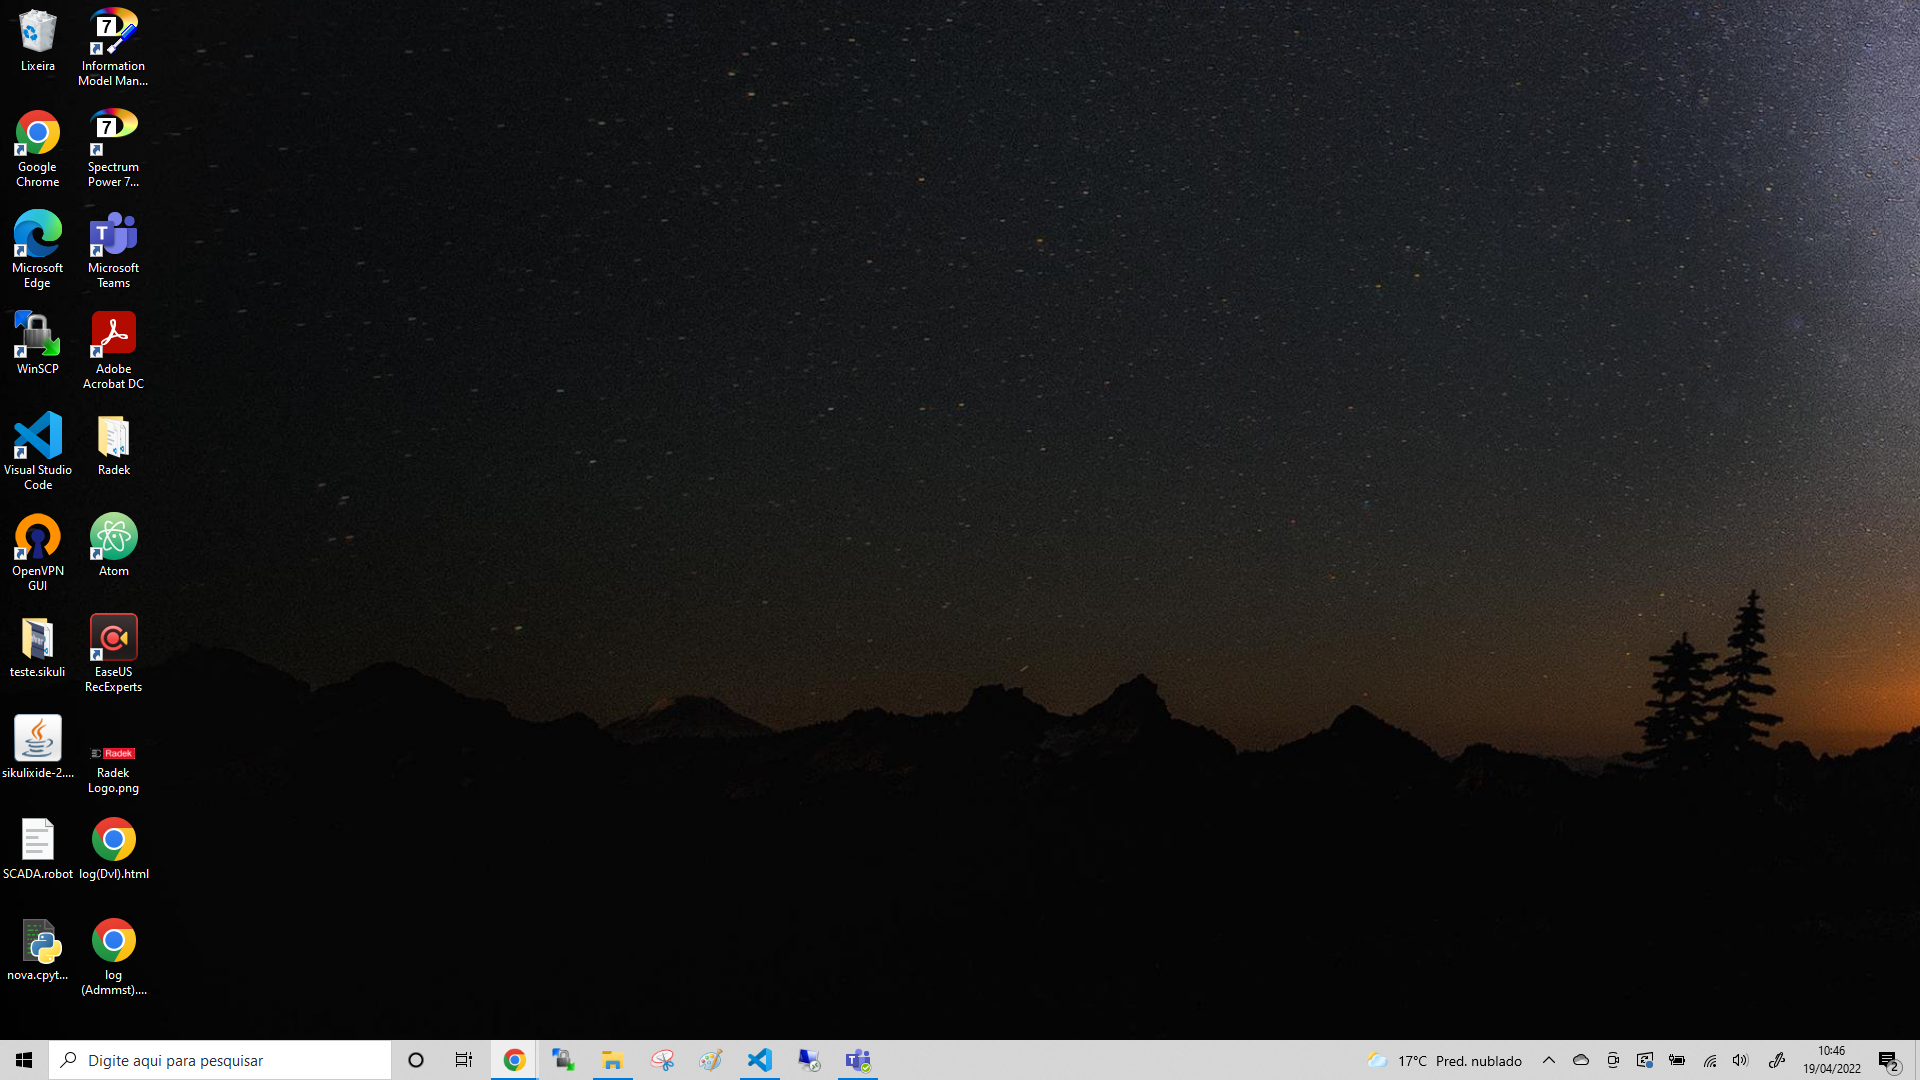 Lixeira
Information
Model Man...
Google
Chrome
7
Spectrum
Power 7...
Microsoft
Edge
Microsoft
Teams
WinSCP
Adobe
Acrobat DC
Visual Studio
Code
Radek
OpenVPN
GUI
Atom
teste.sikuli
EaseUS
RecExperts
sikulixide-2....
Radek
Radek
Logo.png
SCADA.robot
log(Dvl).html
nova.cpyt...
log
(Admmst)....
Digite aqui para pesquisar
17°C Pred. nublado
10:46
19/04/2022
2